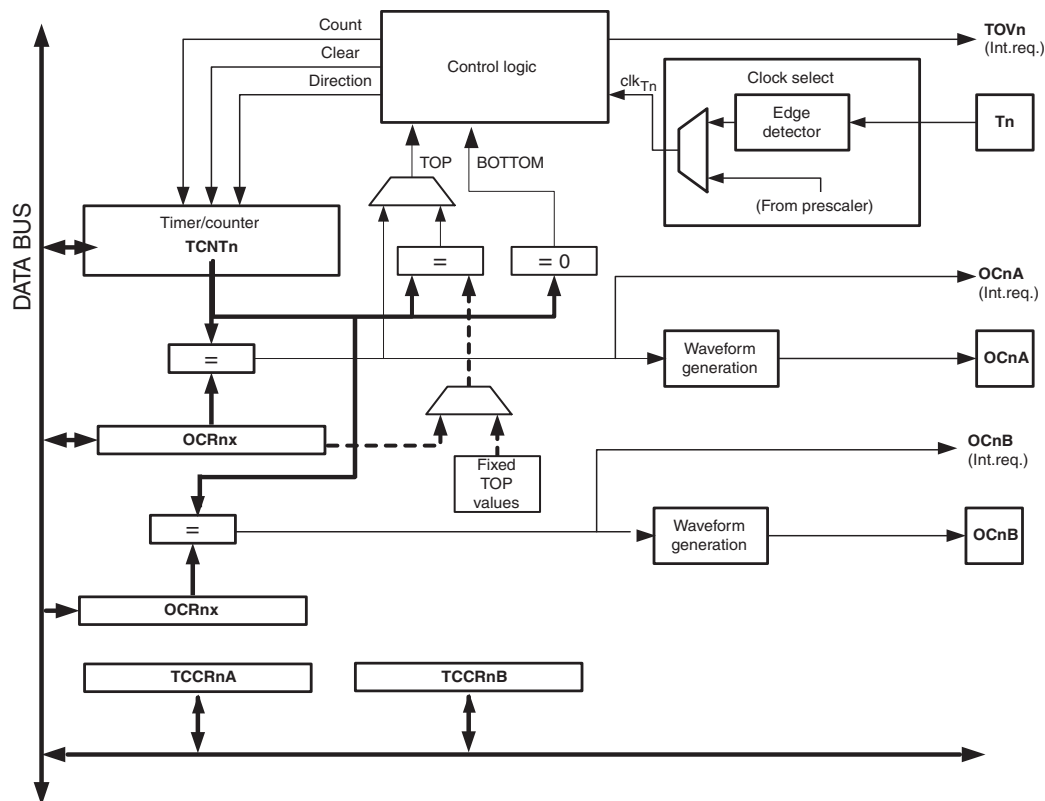 Count
Clear
Direction
Control logic
TOVn
(Int.req.)
Clock select
clkTn
Edge
detector
Tn
(From prescaler)
TOP
BOTTOM
Timer/counter
TCNTn
DATA BUS
=
= 0
OCnA
(Int.req.)
=
Waveform
generation
OCnA
OCRnx
Fixed
TOP
values
OCnB
(Int.req.)
=
Waveform
generation
OCnB
OCRnx
TCCRnA
TCCRnB